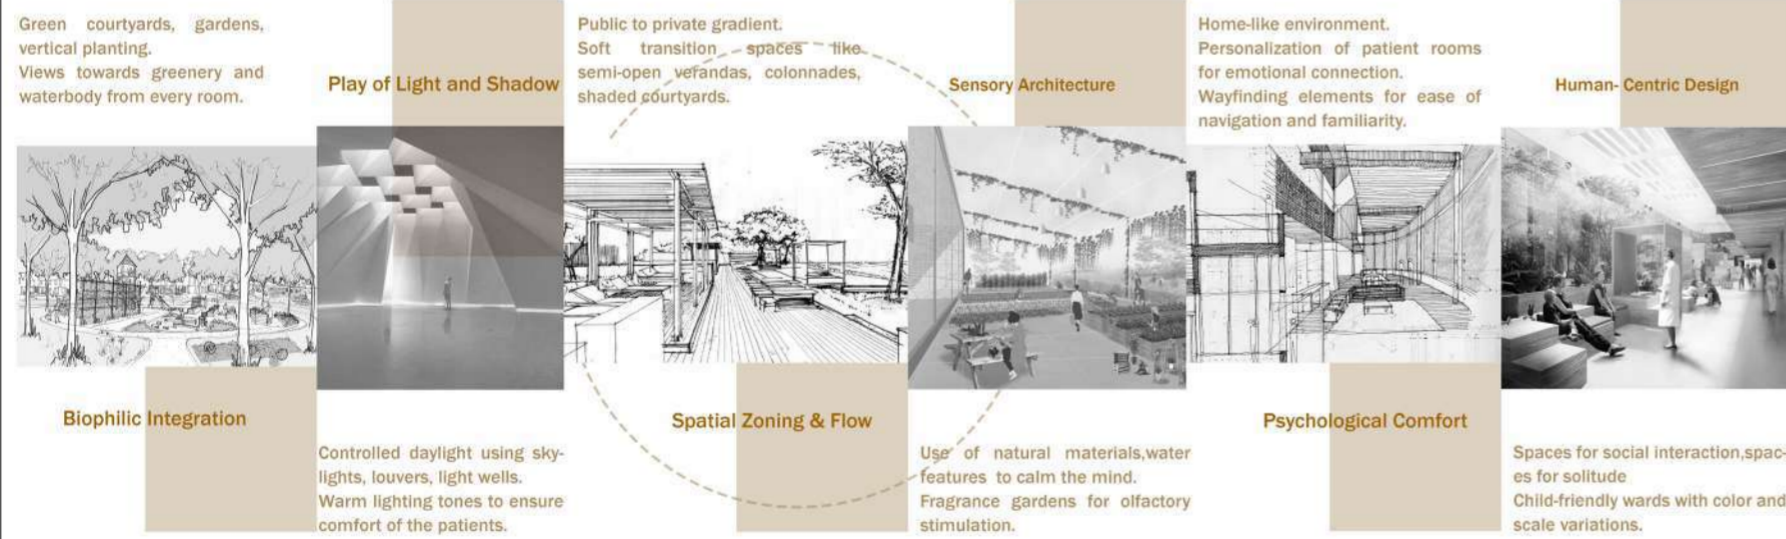 Green courtyards, gardens,
vertical planting.
Views towards greenery and
waterbody from every room.
Biophilic Integration
Play of Light and Shadow
Controlled daylight using sky-
lights, louvers, light wells.
Warm lighting tones to ensure
comfort of the patients.
Public to private gradient.
Soft transition spaces like
semi-open verandas, colonnades,
shaded courtyards.
Spatial Zoning & Flow
Sensory Architecture
Use of natural materials,water
features to calm the mind.
Fragrance gardens for olfactory
stimulation.
Home-like environment.
Personalization of patient rooms
for emotional connection.
Wayfinding elements for ease of
navigation and familiarity.
Psychological Comfort
Human- Centric Design
Spaces for social interaction,spac-
es for solitude
Child-friendly wards with color and
scale variations.